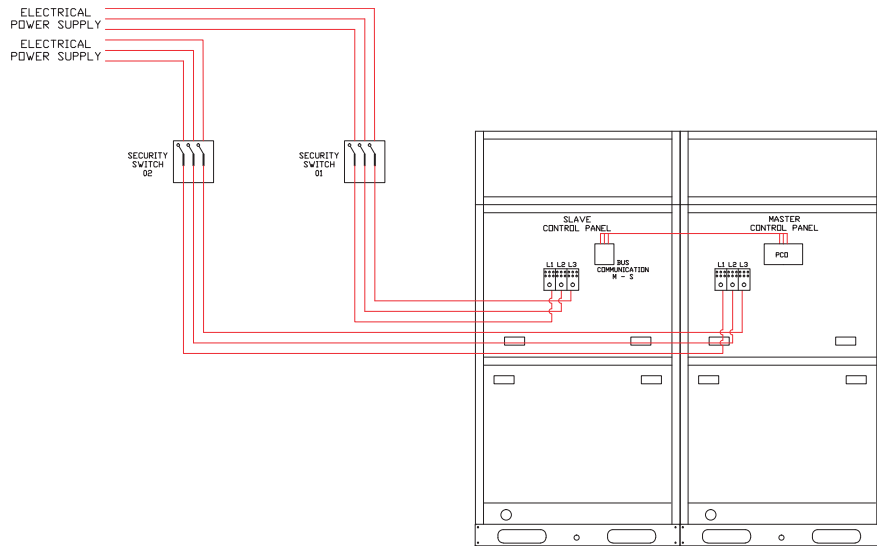 ELECTRICAL
POWER SUPPLY
ELECTRICAL
POWER SUPPLY
SECURITY
SWITCH
02
SECURITY
SWITCH
01
SLAVE
CONTROL PANEL
MASTER
CONTROL PANEL
BUS
COMMUNICATION
M - S
PCO
L1 L2 L3
L1 L2 L3